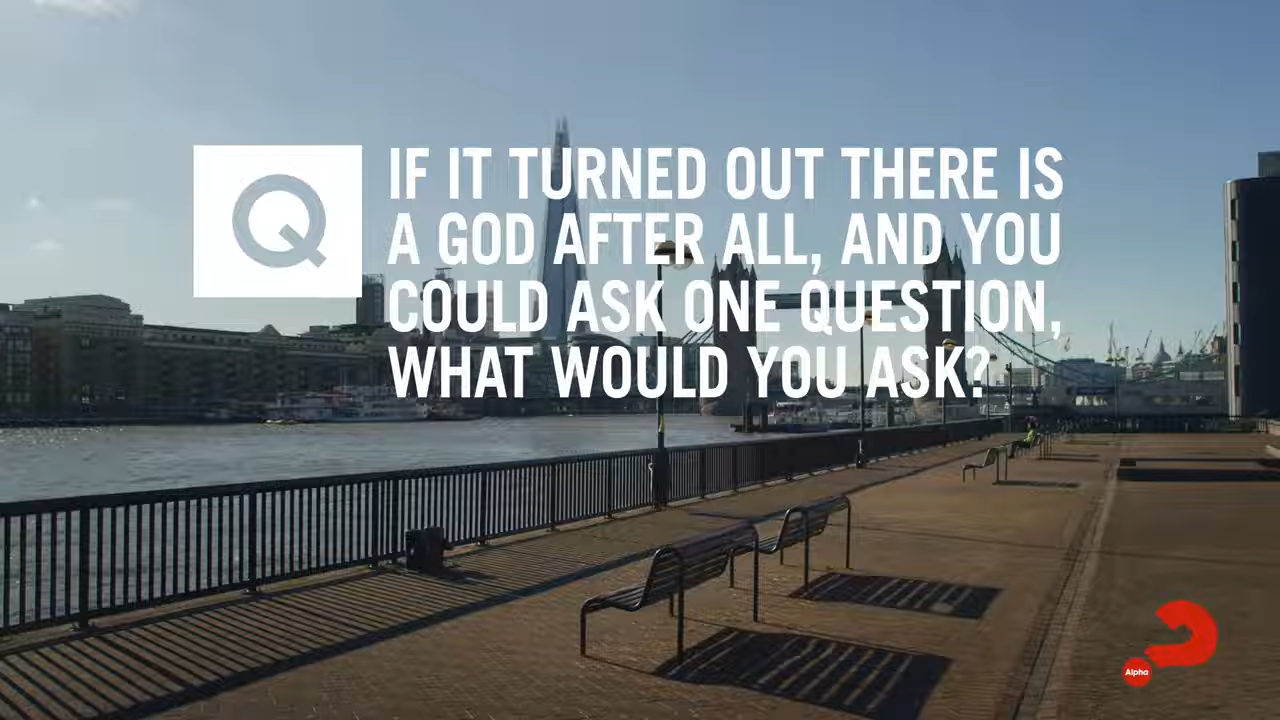 Q
IF IT TURNED OUT THERE IS
A GOD AFTER ALL, AND YOU
COULD ASK ONE QUESTION,
WHAT WOULD YOU ASK?
Alpha